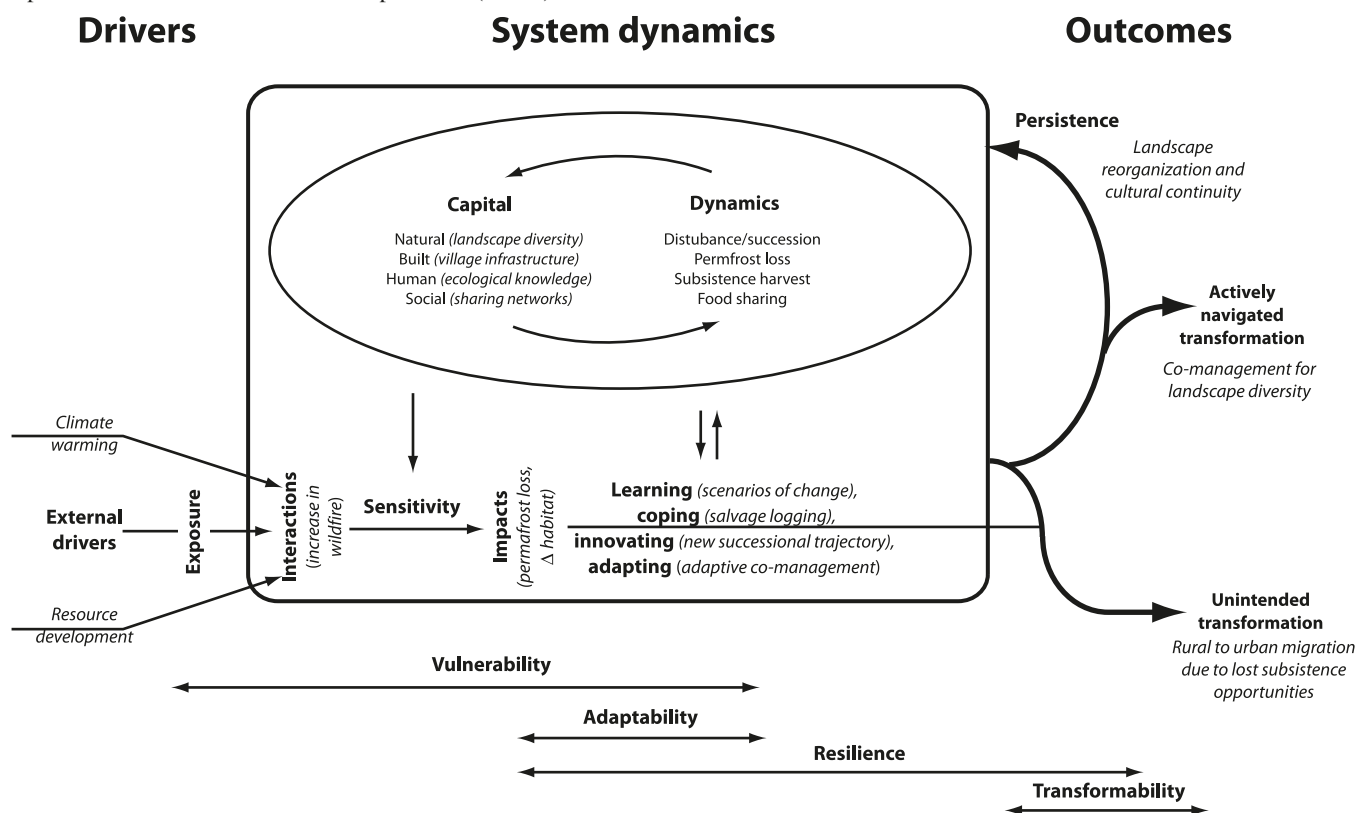 Drivers
System dynamics
Outcomes
Capital
Natural (landscape diversity)
Built (village infrastructure)
Human (ecological knowledge)
Social (sharing networks)
Dynamics
Distubance/succession
Permfrost loss
Subsistence harvest
Food sharing
Persistence
Landscape
reorganization and
cultural continuity
Actively
navigated
transformation
Co-management for
landscape diversity
Climate
warming
External
drivers
Resource
development
Exposure
Interactions
(increase in
wildfire)
Sensitivity
Impacts
(permafrost loss,
Δ habitat)
Learning (scenarios of change),
coping (salvage logging),
innovating (new successional trajectory),
adapting (adaptive co-management)
Unintended
transformation
Rural to urban migration
due to lost subsistence
opportunities
Vulnerability
Adaptability
Resilience
Transformability